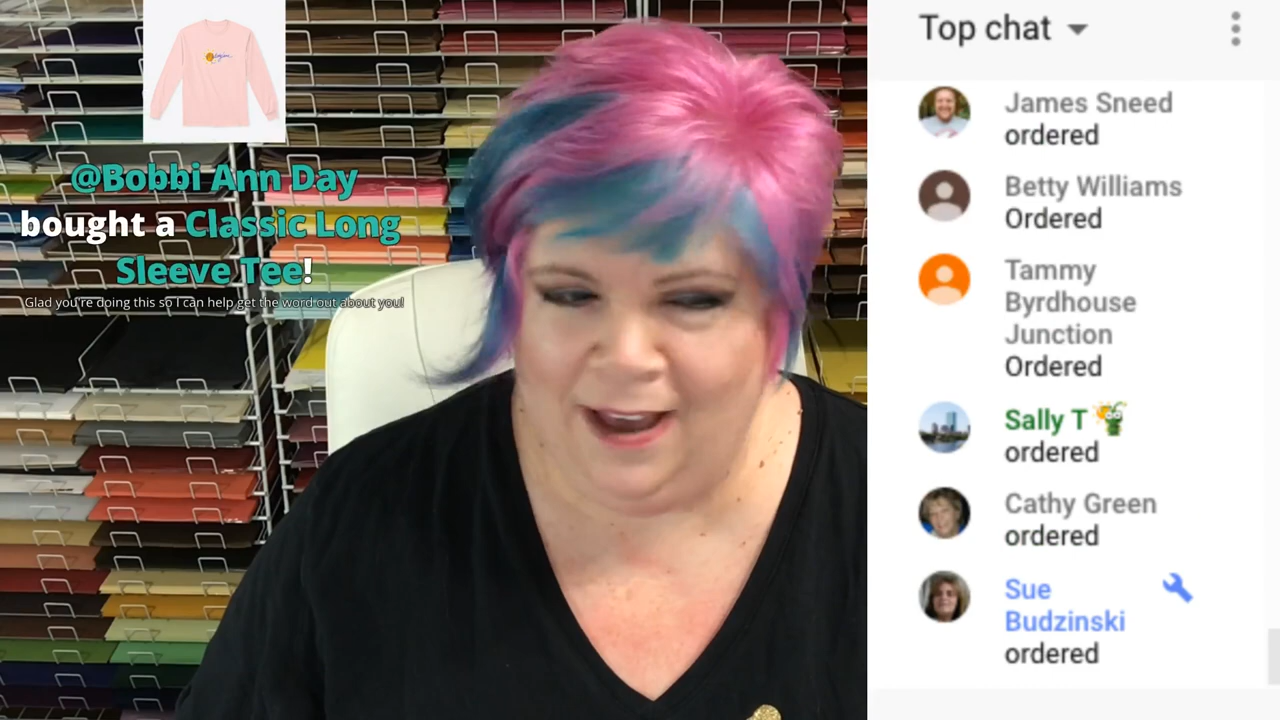 @Bobbi Ann Day
bought a Classic Long
Sleeve Tee!
Glad you're doing this so I can help get the word out about you!
Top chat
James Sneed
ordered
Betty Williams
Ordered
Tammy
Byrdhouse
Junction
Ordered
Sally T
ordered
Cathy Green
ordered
Sue
Budzinski
ordered